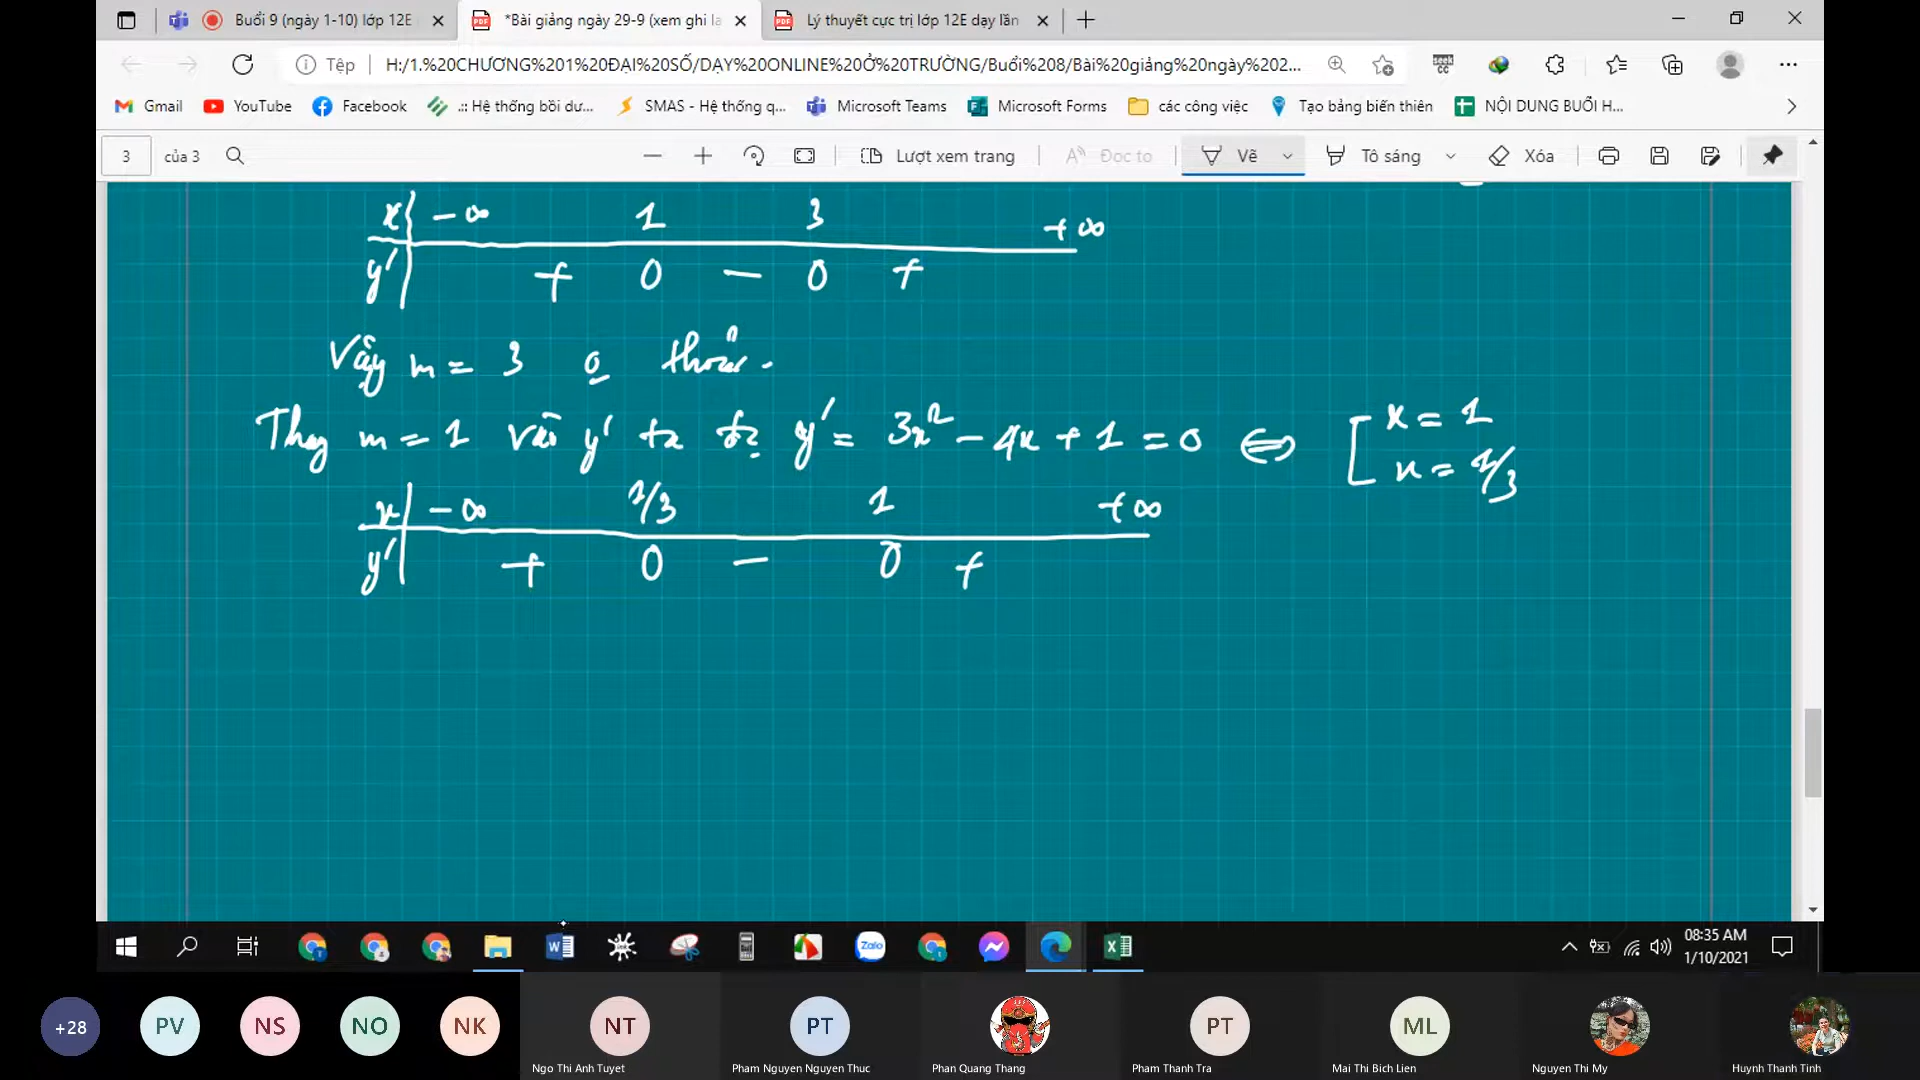 Buổi 9 (ngày 1-10) lớp 12E
*Bài giảng ngày 29-9 (xem ghi lạ
Lý thuyết cực trị lớp 12E dạy lần
Tệp
H:/1.%20CHƯƠNG%201%20ĐẠI%20SỐ/DẠY%20ONLINE%20Ở%20TRƯỜNG/Buổi%208/Bài%20giảng%20ngày%202...
Gmail
YouTube
Facebook
.:: Hệ thống bồi dư...
SMAS - Hệ thống q...
Microsoft Teams
Microsoft Forms
các công việc
Tạo bảng biến thiên
NỘI DUNG BUỔI H...
3
của 3
Lượt xem trang
Đọc to
Vẽ
Tô sáng
Xóa
x -∞ 1 3 +∞
y' + 0 - 0 +
Vậy m = 3 o thỏa.
Thay m = 1 vào y' ta đc y' = 3x² - 4x + 1 = 0 ⇔ [ x = 1
x = 1/3
x -∞ 1/3 1 +∞
y' + 0 - 0 +
Zalo
08:35 AM
1/10/2021
+28
PV
NS
NO
NK
NT
PT
PT
ML
Ngo Thi Anh Tuyet
Pham Nguyen Nguyen Thuc
Phan Quang Thang
Pham Thanh Tra
Mai Thi Bich Lien
Nguyen Thi My
Huynh Thanh Tinh